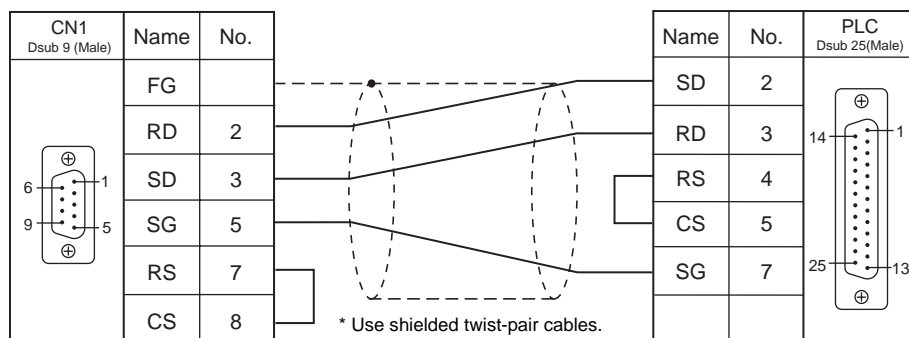 CN1
Dsub 9 (Male)
Name No.
FG
RD 2
SD 3
SG 5
RS 7
CS 8
6
1
9
5
* Use shielded twist-pair cables.
Name No.
PLC
Dsub 25(Male)
SD 2
RD 3
RS 4
CS 5
SG 7
14
1
25
13